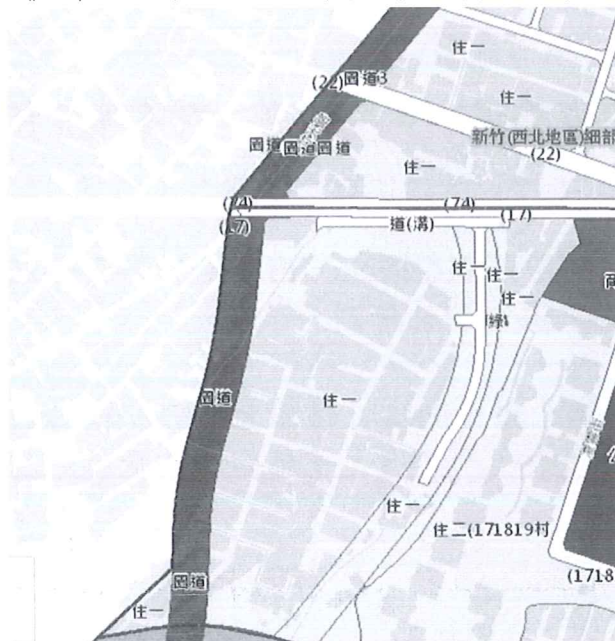 住一
(22)園道3
住一
新竹(西北地區)細部
(22)
園道園道園道
住一
(74)
(74)
(17)
(17)
道(溝)
住一
住一
住一
綠
園道
住一
住一
住二(171819村
園道
(1718
住一